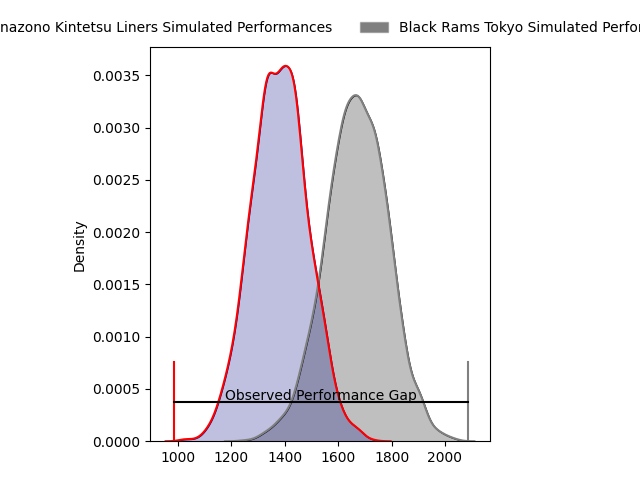 nazono Kintetsu Liners Simulated Performances
Black Rams Tokyo Simulated Perfor
0.0035
0.0030
0.0025
0.0020
0.0015
0.0010
0.0005
0.0000
Density
Observed Performance Gap
1000 1200 1400 1600 1800 2000